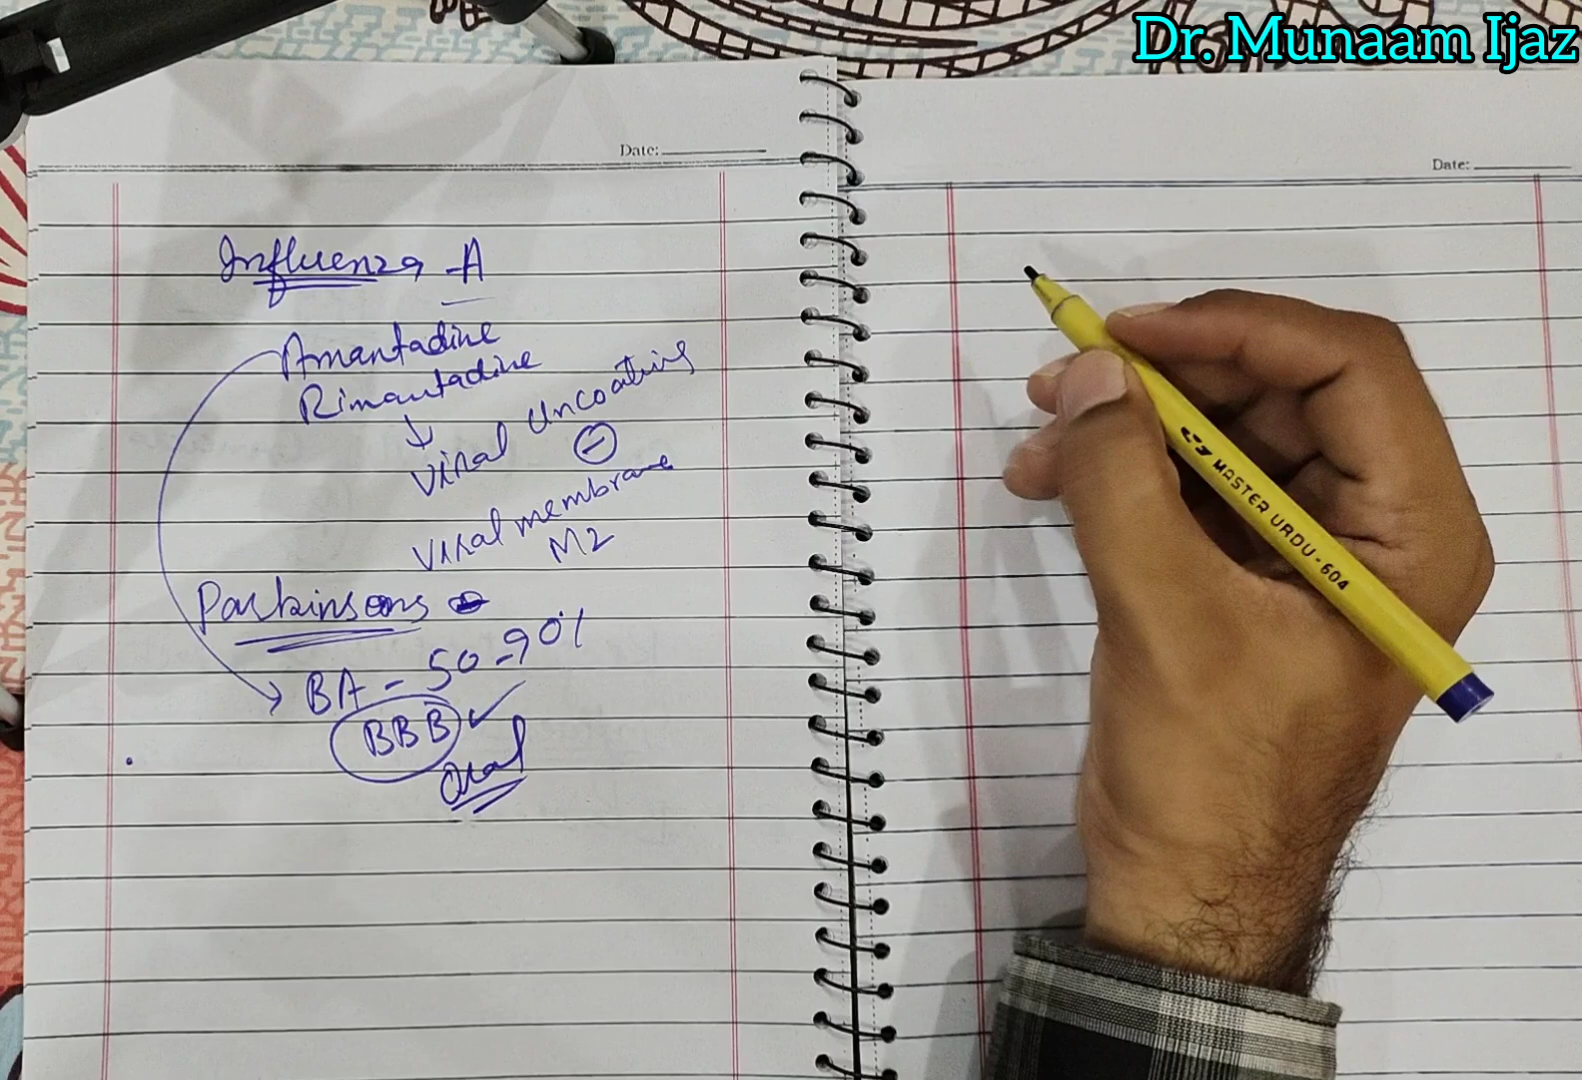 Dr. Munaam Ijaz
Date:
Influenza -A
Amantadine
Rimantadine
↓
Viral Uncoating
⊖
Viral membrane
M2
Parkinsons
→ BA - 50-90%
BBB ✓
Oral
Date:
MASTER URDU - 604